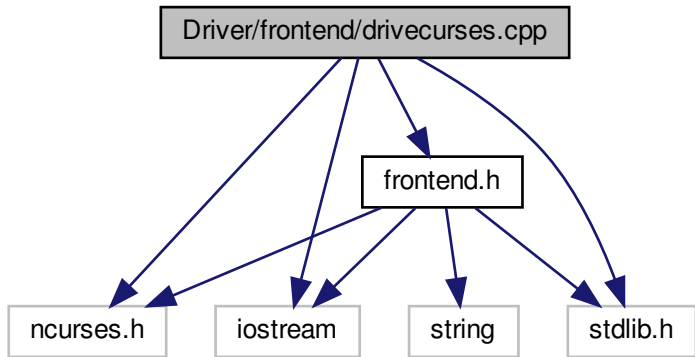 Driver/frontend/drivecurses.cpp
frontend.h
ncurses.h
iostream
string
stdlib.h